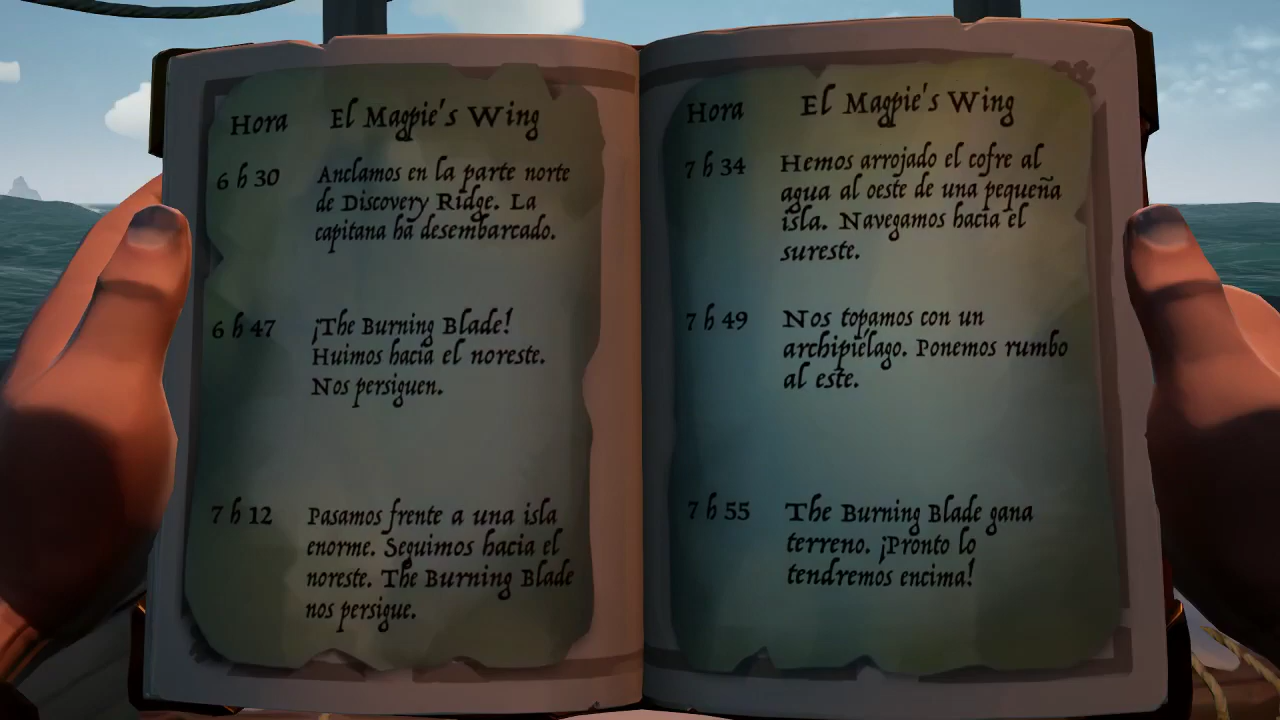 Hora El Magpie's Wing
6 h 30 Anclamos en la parte norte
de Discovery Ridge. La
capitana ha desembarcado.
6 h 47 ¡The Burning Blade!
Huimos hacia el noreste.
Nos persiguen.
7 h 12 Pasamos frente a una isla
enorme. Seguimos hacia el
noreste. The Burning Blade
nos persigue.
Hora El Magpie's Wing
7 h 34 Hemos arrojado el cofre al
agua al oeste de una pequeña
isla. Navegamos hacia el
sureste.
7 h 49 Nos topamos con un
archipiélago. Ponemos rumbo
al este.
7 h 55 The Burning Blade gana
terreno. ¡Pronto lo
tendremos encima!